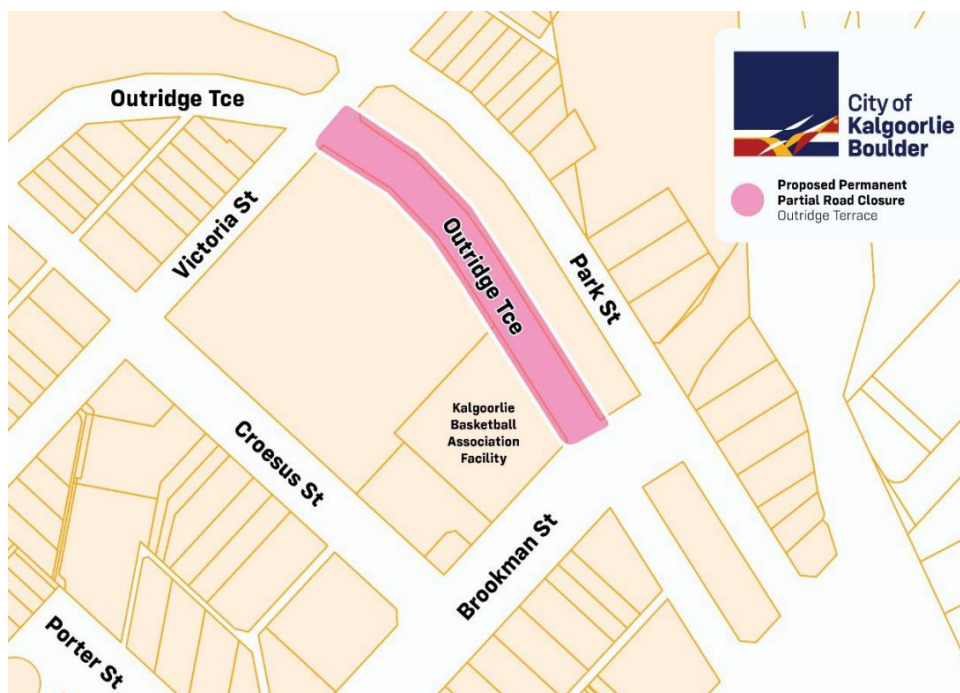 Outridge Tce
City of
Kalgoorlie
Boulder
Proposed Permanent
Partial Road Closure
Outridge Terrace
Victoria St
Outridge Tce
Park St
Kalgoorlie
Basketball
Association
Facility
Croesus St
Brookman St
Porter St